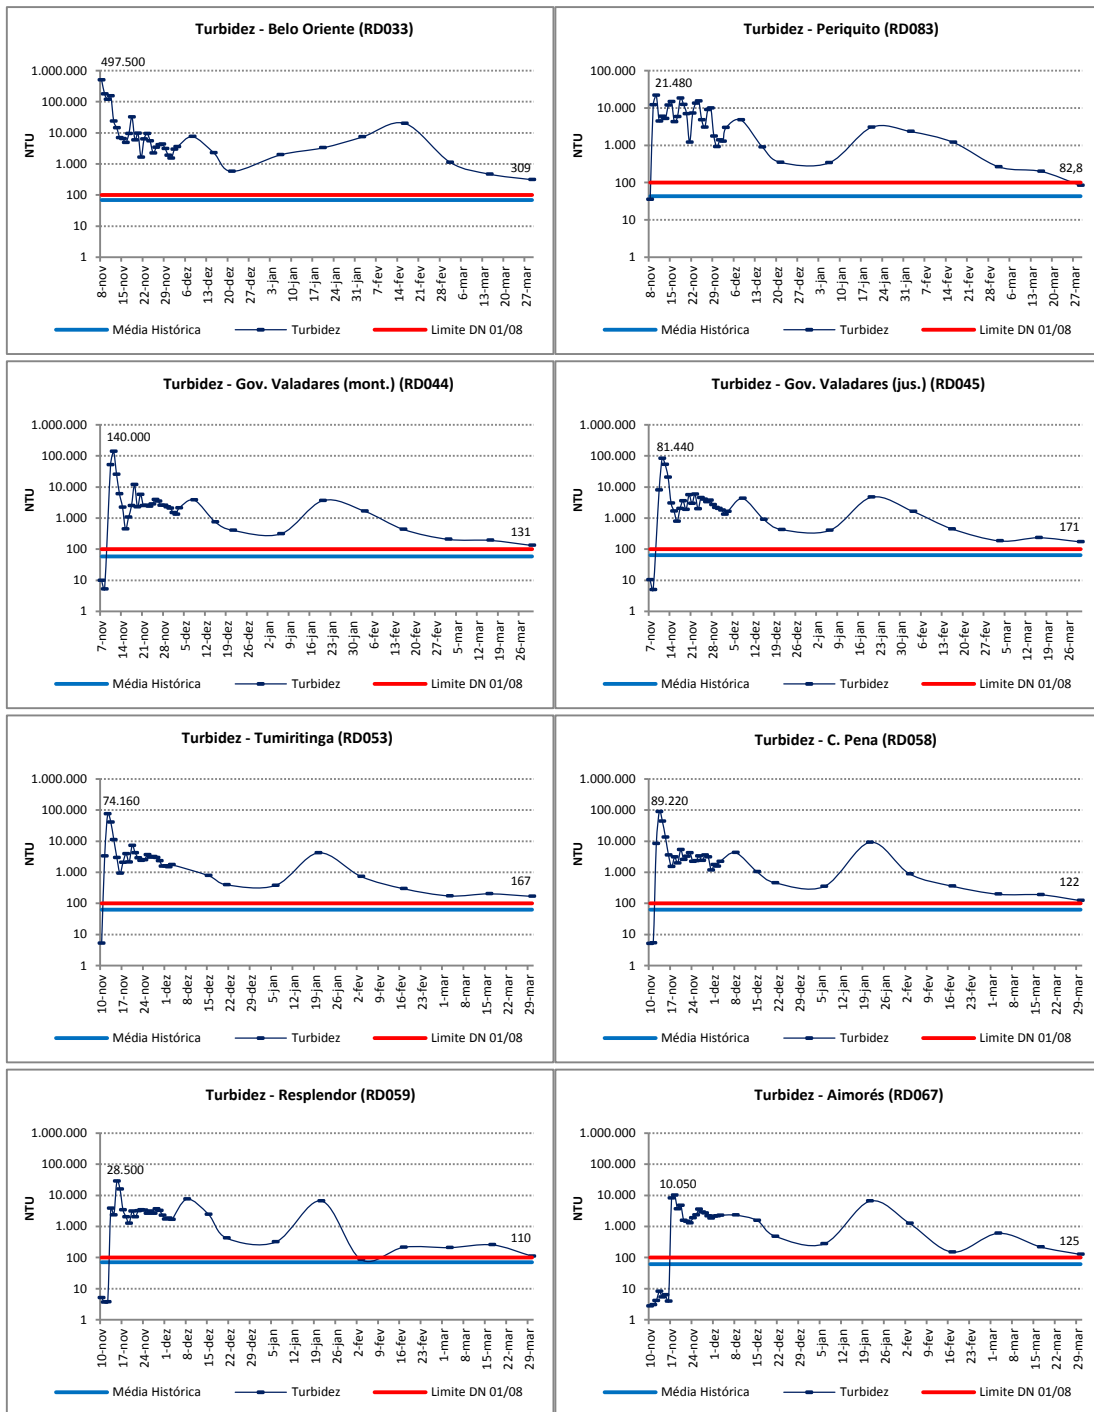 Turbidez - Belo Oriente (RD033)
497.500
1.000.000
100.000
10.000
1.000
100
10
1
NTU
309
8-nov
15-nov
22-nov
29-nov
6-dez
13-dez
20-dez
27-dez
3-jan
10-jan
17-jan
24-jan
31-jan
7-fev
14-fev
21-fev
28-fev
6-mar
13-mar
20-mar
27-mar
Média Histórica Turbidez Limite DN 01/08
Turbidez - Periquito (RD083)
21.480
100.000
10.000
1.000
100
10
1
NTU
82,8
8-nov
15-nov
22-nov
29-nov
6-dez
13-dez
20-dez
27-dez
3-jan
10-jan
17-jan
24-jan
31-jan
7-fev
14-fev
21-fev
28-fev
6-mar
13-mar
20-mar
27-mar
Média Histórica Turbidez Limite DN 01/08
Turbidez - Gov. Valadares (mont.) (RD044)
140.000
1.000.000
100.000
10.000
1.000
100
10
1
NTU
131
7-nov
14-nov
21-nov
28-nov
5-dez
12-dez
19-dez
26-dez
2-jan
9-jan
16-jan
23-jan
30-jan
6-fev
13-fev
20-fev
27-fev
5-mar
12-mar
19-mar
26-mar
Média Histórica Turbidez Limite DN 01/08
Turbidez - Gov. Valadares (jus.) (RD045)
81.440
1.000.000
100.000
10.000
1.000
100
10
1
NTU
171
7-nov
14-nov
21-nov
28-nov
5-dez
12-dez
19-dez
26-dez
2-jan
9-jan
16-jan
23-jan
30-jan
6-fev
13-fev
20-fev
27-fev
5-mar
12-mar
19-mar
26-mar
Média Histórica Turbidez Limite DN 01/08
Turbidez - Tumiritinga (RD053)
74.160
1.000.000
100.000
10.000
1.000
100
10
1
NTU
167
10-nov
17-nov
24-nov
1-dez
8-dez
15-dez
22-dez
29-dez
5-jan
12-jan
19-jan
26-jan
2-fev
9-fev
16-fev
23-fev
1-mar
8-mar
15-mar
22-mar
29-mar
Média Histórica Turbidez Limite DN 01/08
Turbidez - C. Pena (RD058)
89.220
1.000.000
100.000
10.000
1.000
100
10
1
NTU
122
10-nov
17-nov
24-nov
1-dez
8-dez
15-dez
22-dez
29-dez
5-jan
12-jan
19-jan
26-jan
2-fev
9-fev
16-fev
23-fev
1-mar
8-mar
15-mar
22-mar
29-mar
Média Histórica Turbidez Limite DN 01/08
Turbidez - Resplendor (RD059)
28.500
1.000.000
100.000
10.000
1.000
100
10
1
NTU
110
10-nov
17-nov
24-nov
1-dez
8-dez
15-dez
22-dez
29-dez
5-jan
12-jan
19-jan
26-jan
2-fev
9-fev
16-fev
23-fev
1-mar
8-mar
15-mar
22-mar
29-mar
Média Histórica Turbidez Limite DN 01/08
Turbidez - Aimorés (RD067)
10.050
1.000.000
100.000
10.000
1.000
100
10
1
NTU
125
10-nov
17-nov
24-nov
1-dez
8-dez
15-dez
22-dez
29-dez
5-jan
12-jan
19-jan
26-jan
2-fev
9-fev
16-fev
23-fev
1-mar
8-mar
15-mar
22-mar
29-mar
Média Histórica Turbidez Limite DN 01/08